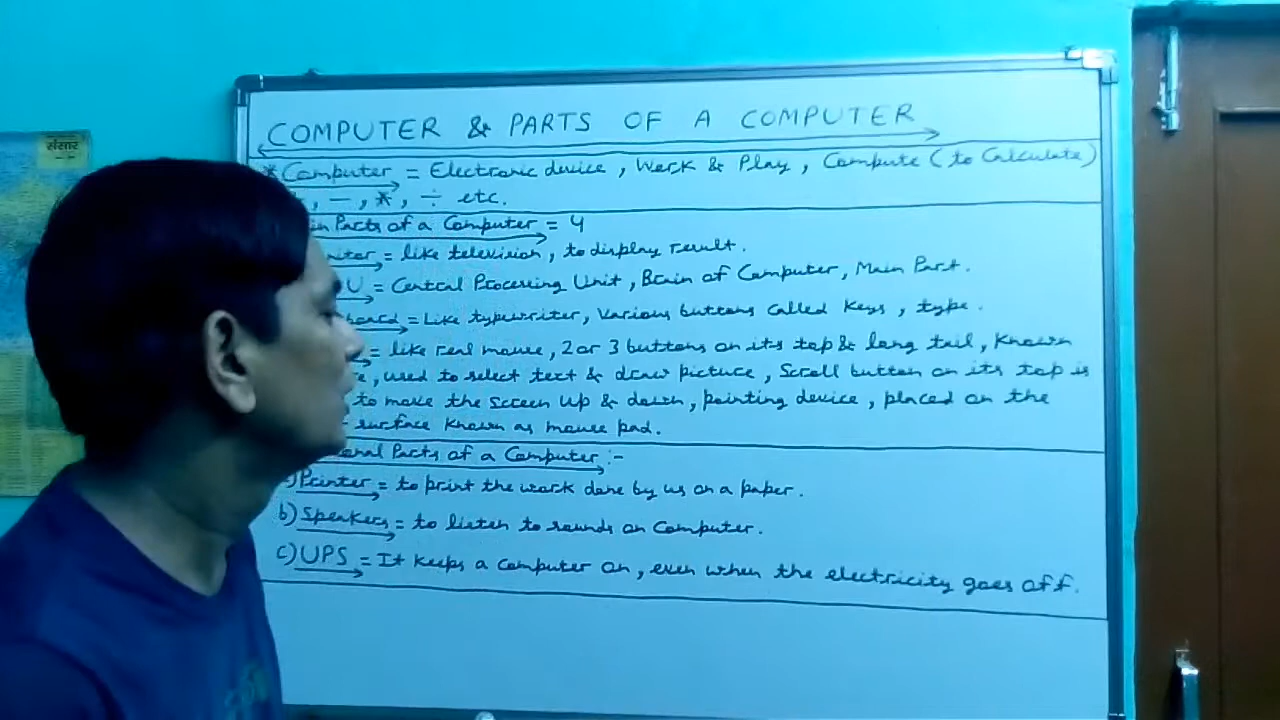 संसार
COMPUTER & PARTS OF A COMPUTER
* Computer = Electronic device, Work & Play, Compute (to Calculate)
, –, *, ÷ etc.
Parts of a Computer = 4
= like television, to display result.
U = Central Processing Unit, Brain of Computer, Main Part.
board = Like typewriter, Various buttons called Keys, type.
= like real mouse, 2 or 3 buttons on its top & long tail, Known
, used to select text & draw picture, Scroll button on its top is
to move the screen Up & down, pointing device, placed on the
surface Known as mouse pad.
onal Parts of a Computer :-
a) Printer = to print the work done by us on a paper.
b) Speakers = to listen to sounds on Computer.
c) UPS = It keeps a computer on, even when the electricity goes off.